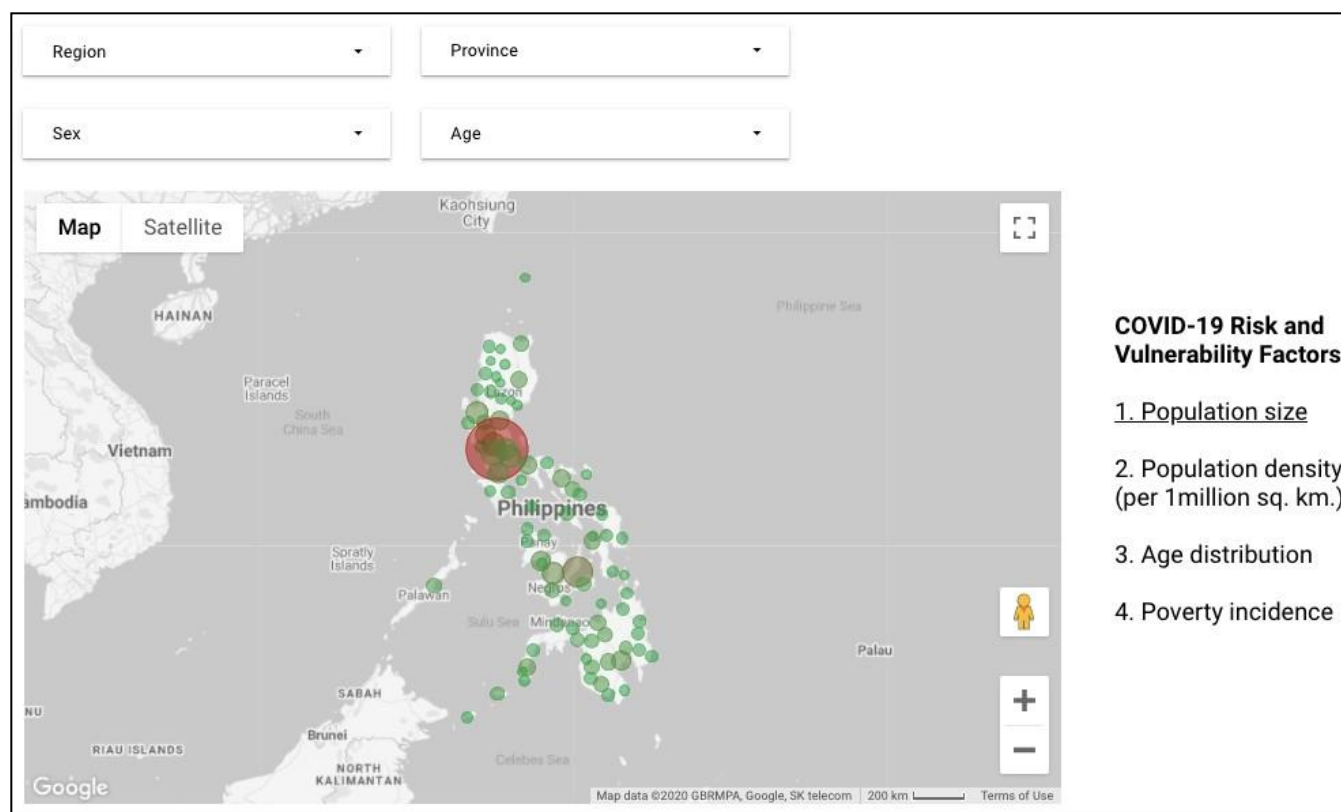 Region
Province
Sex
Age
Map
Satellite
Kaohsiung
City
HAINAN
Philippine Sea
Paracel
Islands
Luzon
South
China Sea
Vietnam
ambodia
Philippines
Spratly
Islands
Panay
Palawan
Negros
Sulu Sea
Mindanao
Palau
SABAH
NU
Brunei
RIAU ISLANDS
Celebes Sea
NORTH
KALIMANTAN
Google
Map data ©2020 GBRMPA, Google, SK telecom
200 km
Terms of Use
COVID-19 Risk and
Vulnerability Factors
1. Population size
2. Population density
(per 1million sq. km.)
3. Age distribution
4. Poverty incidence